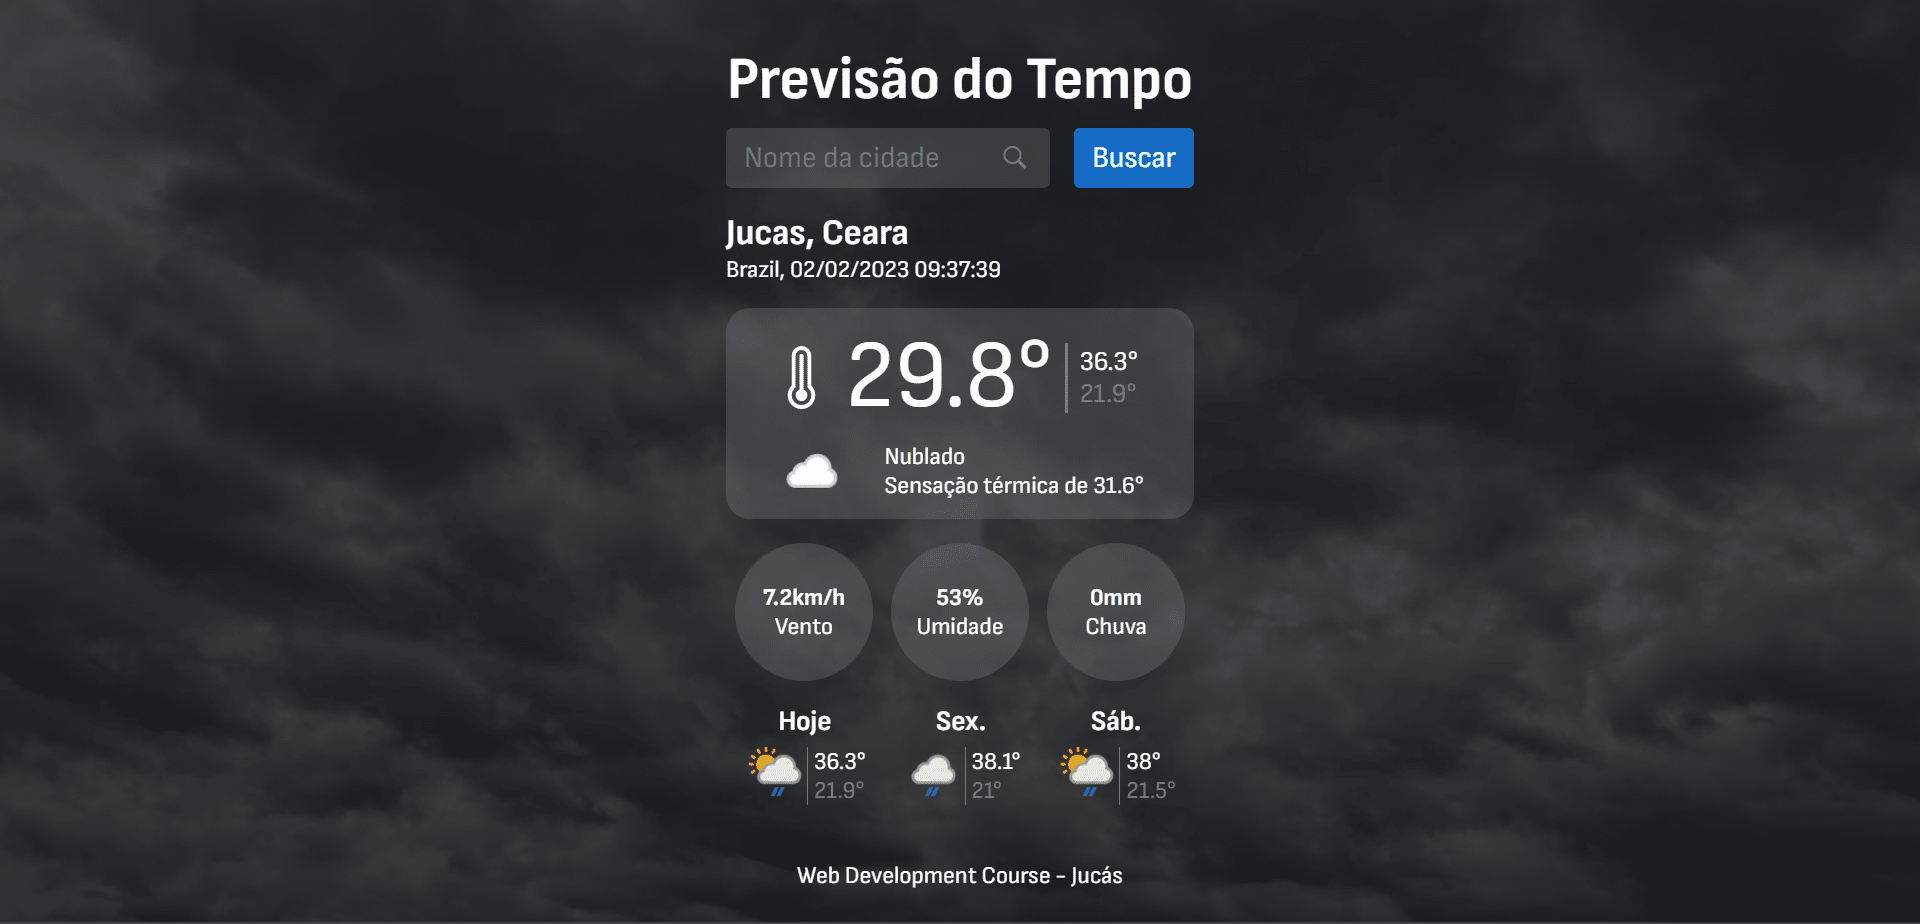 Previsão do Tempo
Nome da cidade
Buscar
Jucas, Ceara
Brazil, 02/02/2023 09:37:39
29.8°
36.3°
21.9°
Nublado
Sensação térmica de 31.6°
7.2km/h
Vento
53%
Umidade
0mm
Chuva
Hoje
36.3°
21.9°
Sex.
38.1°
21°
Sáb.
38°
21.5°
Web Development Course - Jucás